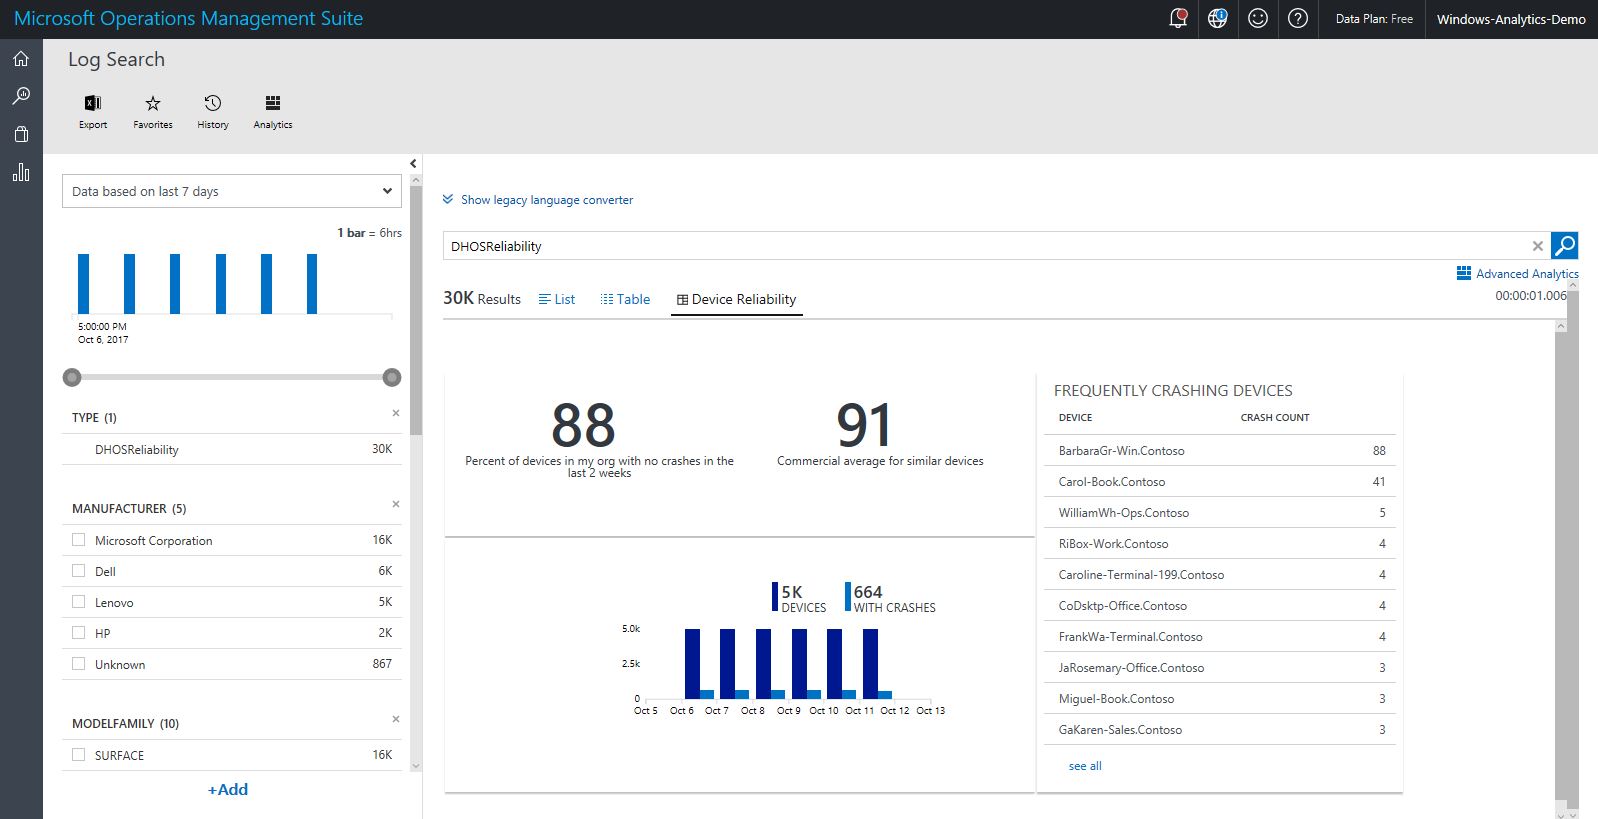 Microsoft Operations Management Suite
Data Plan: Free
Windows-Analytics-Demo
Log Search
Export
Favorites
History
Analytics
Data based on last 7 days
1 bar = 6hrs
5:00:00 PM
Oct 6, 2017
TYPE (1)
DHOSReliability 30K
MANUFACTURER (5)
Microsoft Corporation 16K
Dell 6K
Lenovo 5K
HP 2K
Unknown 867
MODELFAMILY (10)
SURFACE 16K
+Add
Show legacy language converter
DHOSReliability
Advanced Analytics
30K Results List Table Device Reliability
00:00:01.006
88
Percent of devices in my org with no crashes in the
last 2 weeks
91
Commercial average for similar devices
5K
DEVICES
664
WITH CRASHES
5.0k
2.5k
0
Oct 5 Oct 6 Oct 7 Oct 8 Oct 9 Oct 10 Oct 11 Oct 12 Oct 13
FREQUENTLY CRASHING DEVICES
DEVICE CRASH COUNT
BarbaraGr-Win.Contoso 88
Carol-Book.Contoso 41
WilliamWh-Ops.Contoso 5
RiBox-Work.Contoso 4
Caroline-Terminal-199.Contoso 4
CoDsktp-Office.Contoso 4
FrankWa-Terminal.Contoso 4
JaRosemary-Office.Contoso 3
Miguel-Book.Contoso 3
GaKaren-Sales.Contoso 3
see all